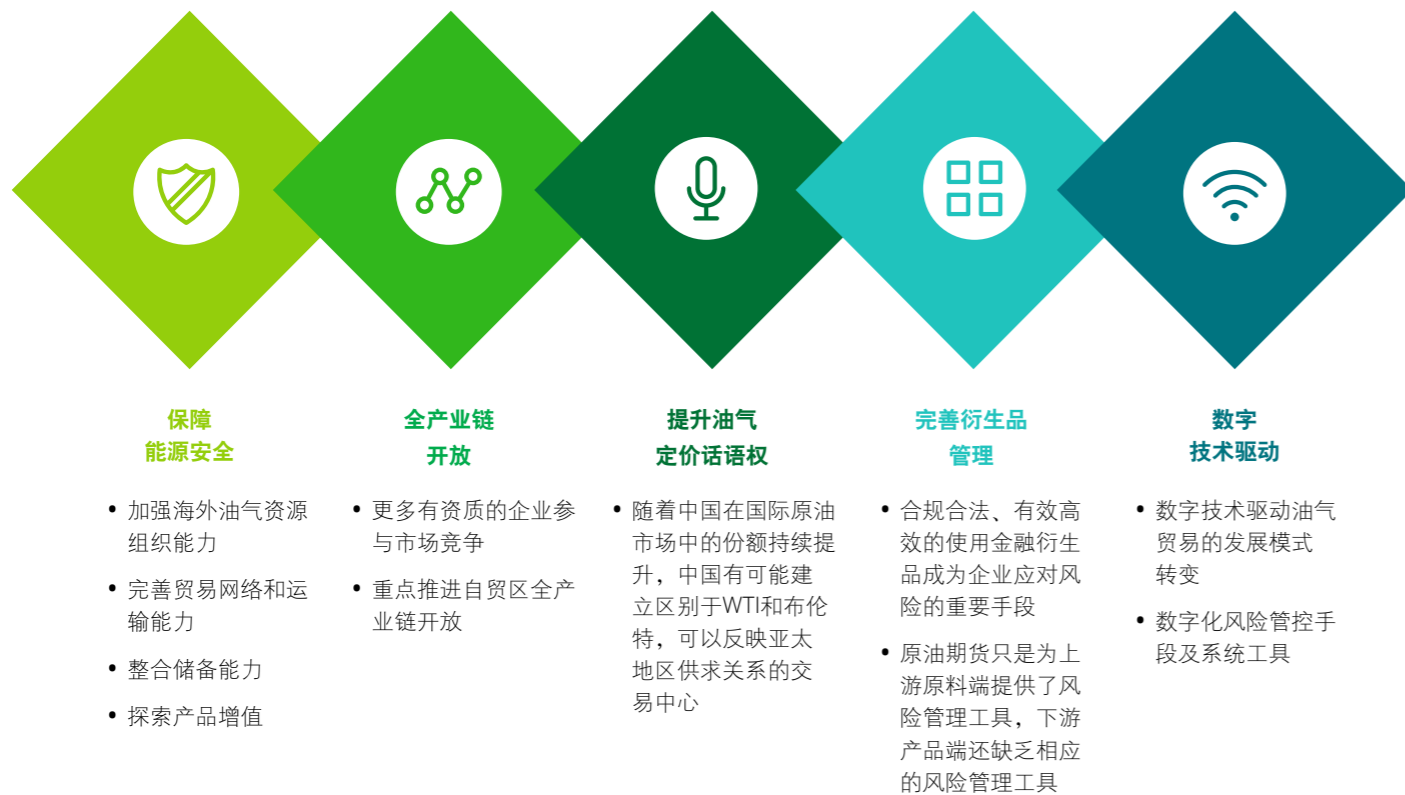 保障
能源安全
• 加强海外油气资源
组织能力
• 完善贸易网络和运
输能力
• 整合储备能力
• 探索产品增值
全产业链
开放
• 更多有资质的企业参
与市场竞争
• 重点推进自贸区全产
业链开放
提升油气
定价话语权
• 随着中国在国际原油
市场中的份额持续提
升，中国有可能建
立区别于WTI和布伦
特，可以反映亚太
地区供求关系的交
易中心
完善衍生品
管理
• 合规合法、有效高
效的使用金融衍生
品成为企业应对风
险的重要手段
• 原油期货只是为上
游原料端提供了风
险管理工具，下游
产品端还缺乏相应
的风险管理工具
数字
技术驱动
• 数字技术驱动油气
贸易的发展模式
转变
• 数字化风险管控手
段及系统工具